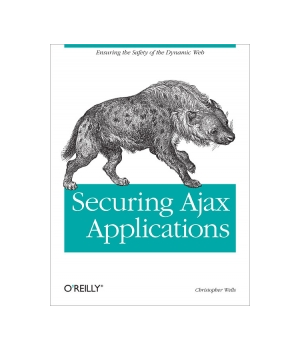 Ensuring the Safety of the Dynamic Web
Securing Ajax
Applications
O'REILLY®
Christopher Wells